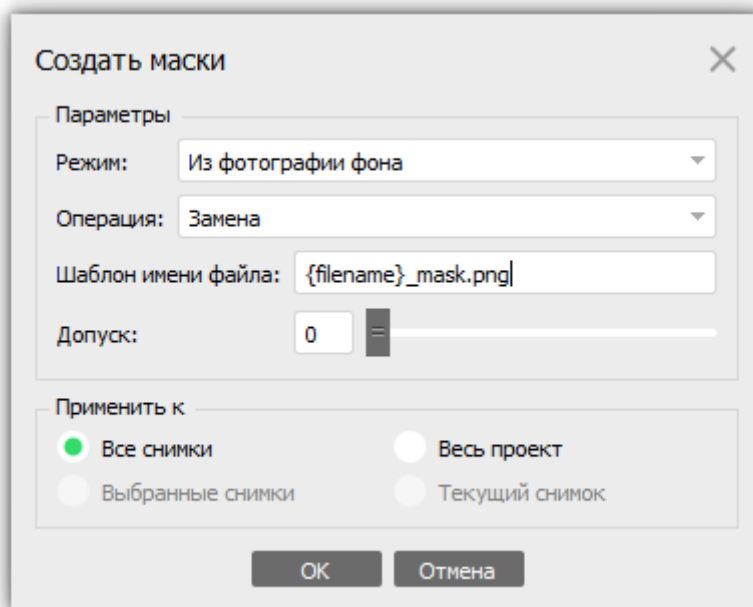 Создать маски
Параметры
Режим: Из фотографии фона
Операция: Замена
Шаблон имени файла: {filename}_mask.png
Допуск: 0
Применить к
Все снимки Весь проект
Выбранные снимки Текущий снимок
OK Отмена